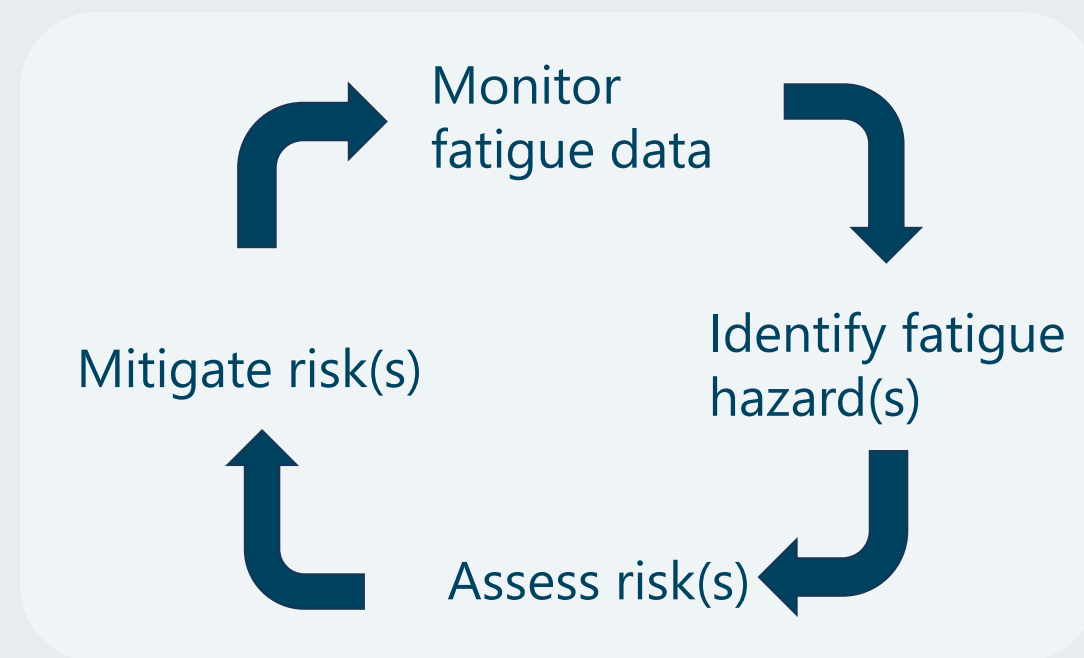 Monitor
fatigue data
Identify fatigue
hazard(s)
Assess risk(s)
Mitigate risk(s)